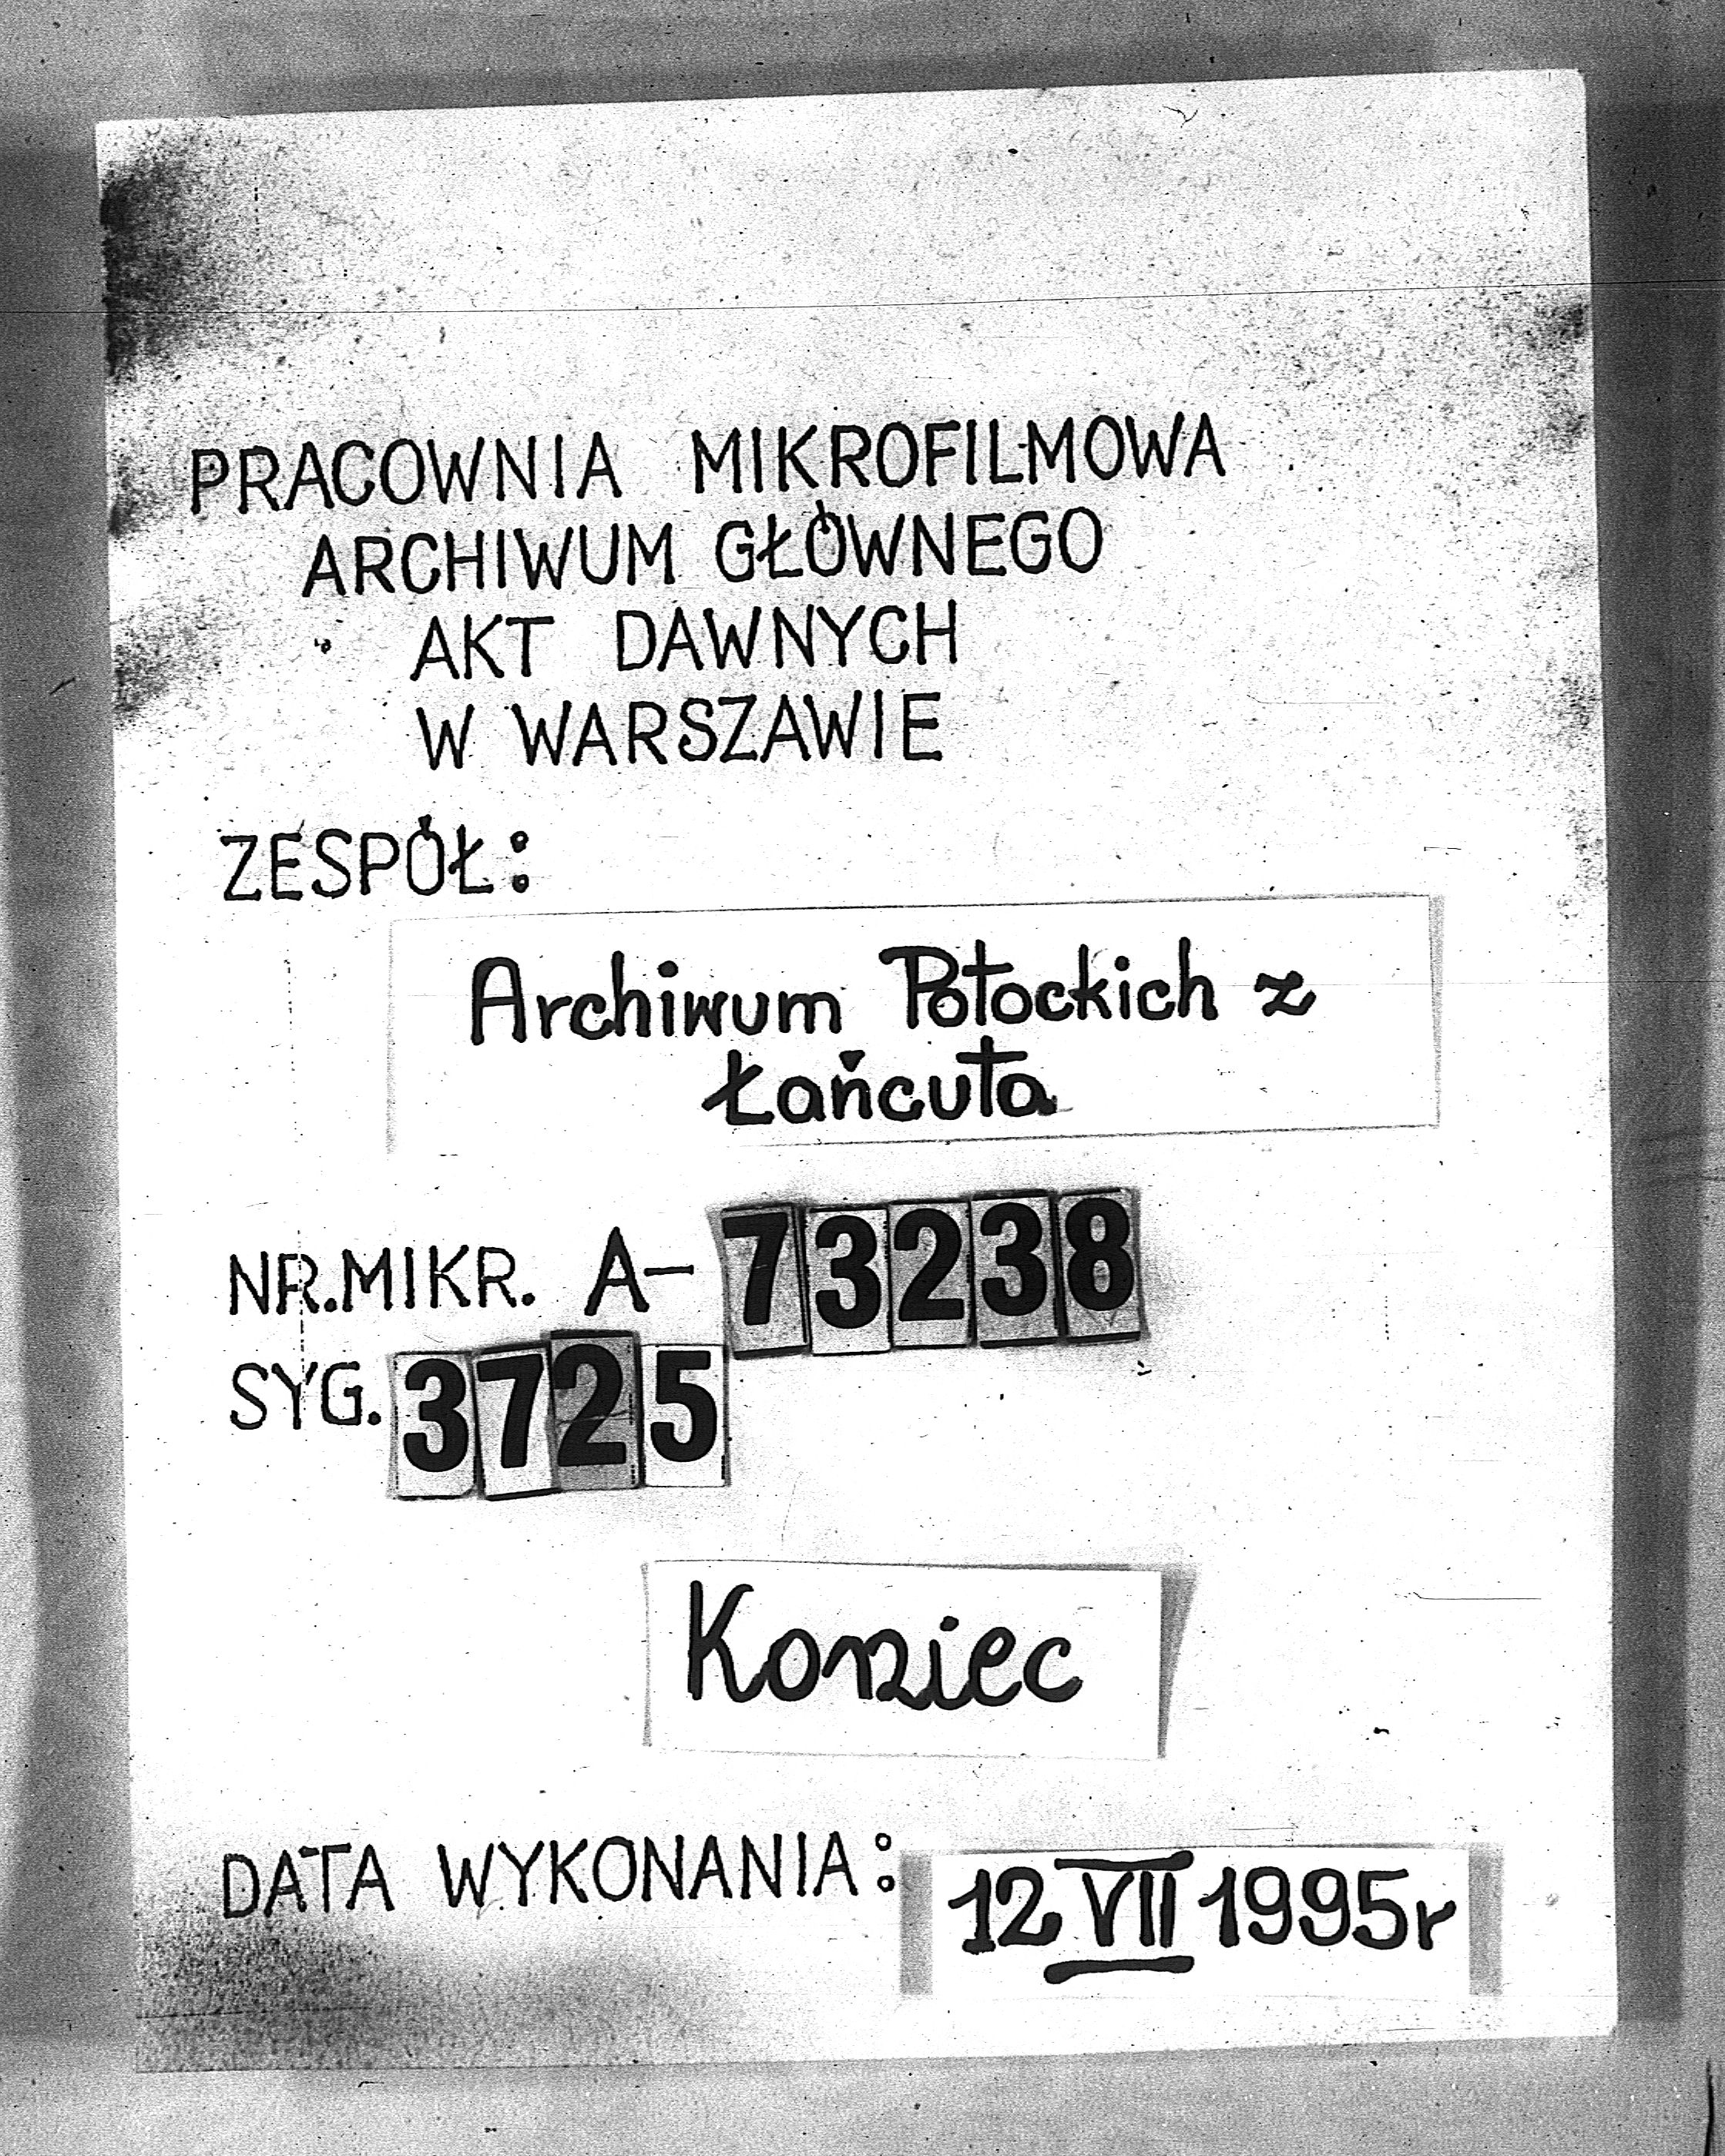 PRACOWNIA MIKROFILMOWA
ARCHIWUM GŁÓWNEGO
AKT DAWNYCH
W WARSZAWIE
ZESPÓŁ:
Archiwum Potockich z
Łańcuta
NR.MIKR. A-73238
SYG. 3725
Koniec
DATA WYKONANIA: 12 VII 1995r